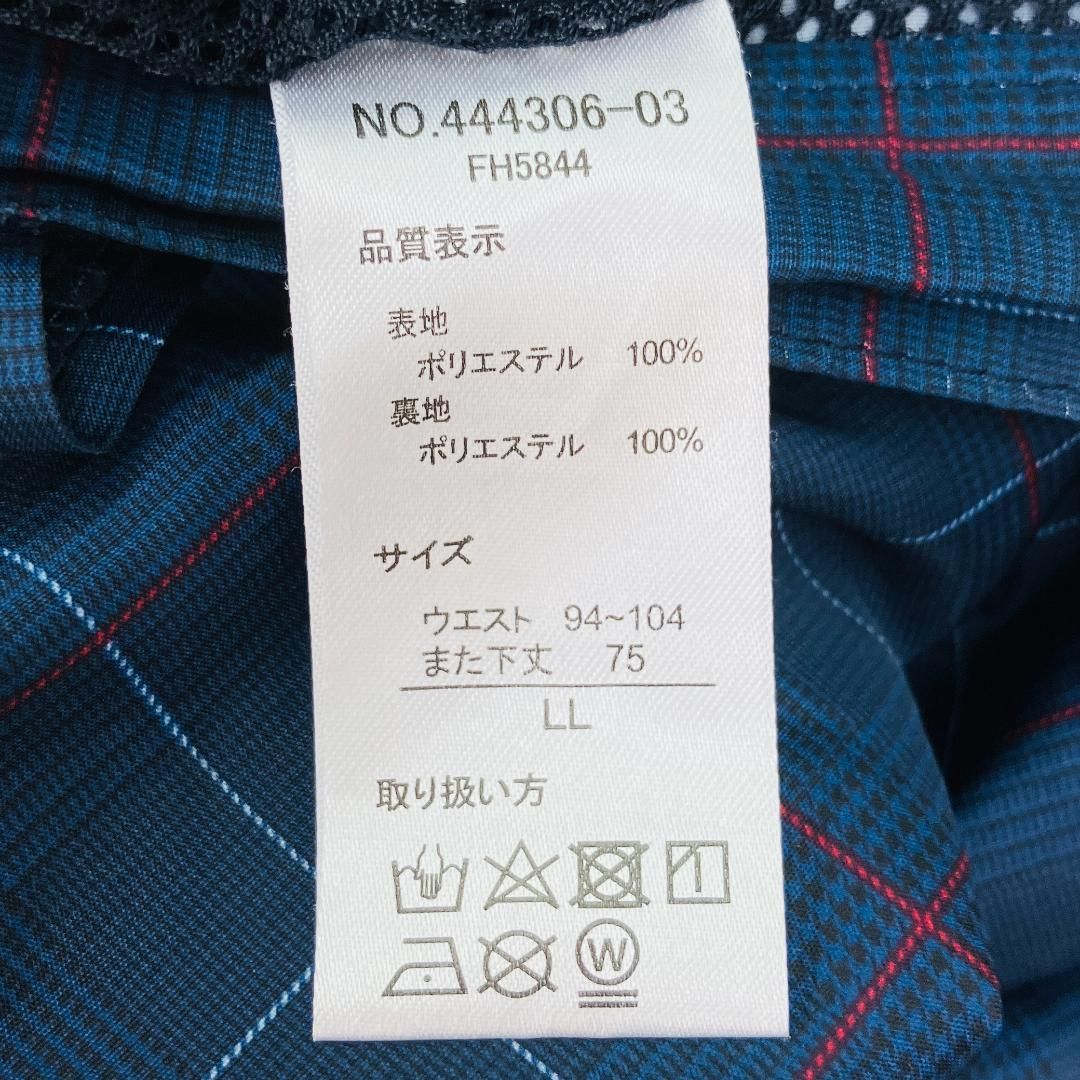 NO.444306-03
FH5844
品質表示
表地
ポリエステル 100%
裏地
ポリエステル 100%
サイズ
ウエスト 94~104
また下丈 75
LL
取り扱い方
W